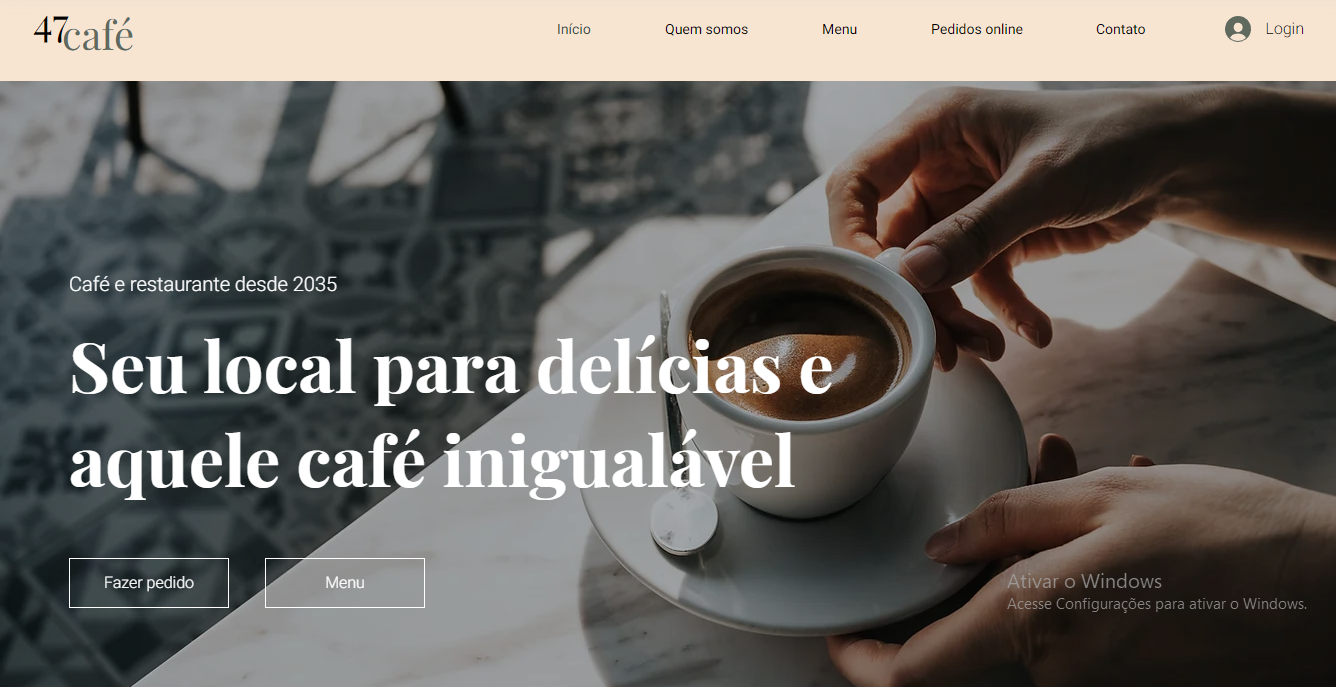 47café
Início
Quem somos
Menu
Pedidos online
Contato
Login
Café e restaurante desde 2035
Seu local para delícias e
aquele café inigualável
Fazer pedido
Menu
Ativar o Windows
Acesse Configurações para ativar o Windows.